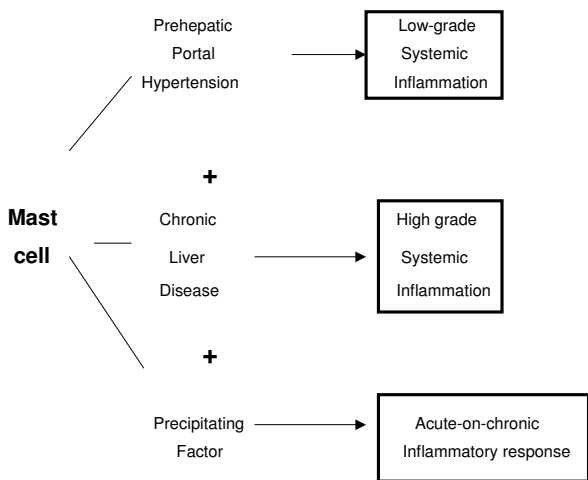 Prehepatic
Portal
Hypertension
Low-grade
Systemic
Inflammation
+
Mast
cell
Chronic
Liver
Disease
High grade
Systemic
Inflammation
+
Precipitating
Factor
Acute-on-chronic
Inflammatory response